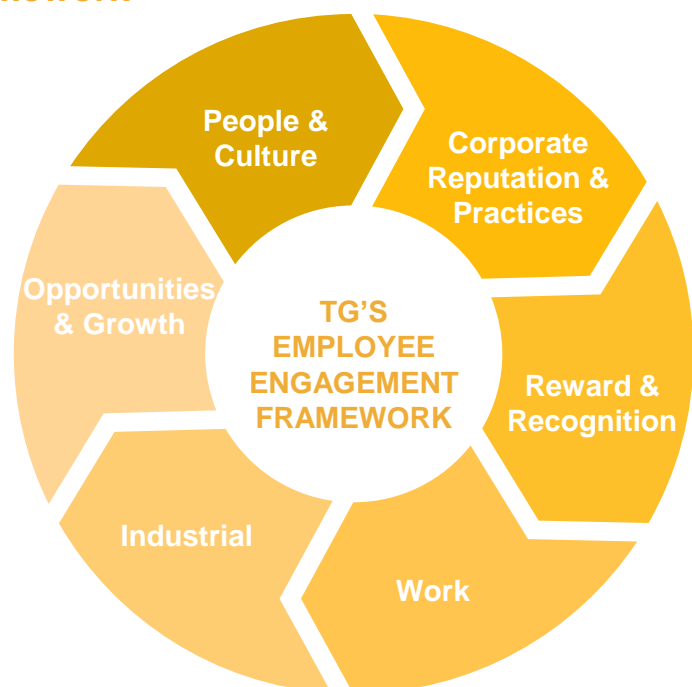 People &
Culture
Corporate
Reputation &
Practices
Opportunities
& Growth
TG'S
EMPLOYEE
ENGAGEMENT
FRAMEWORK
Reward &
Recognition
Industrial
Work